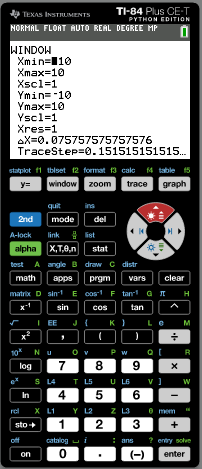 TEXAS INSTRUMENTS TI-84 Plus CE-T
PYTHON EDITION
NORMAL FLOAT AUTO REAL DEGREE MP
WINDOW
Xmin=-10
Xmax=10
Xscl=1
Ymin=-10
Ymax=10
Yscl=1
Xres=1
ΔX=0.075757575757576
TraceStep=0.151515151515…
statplot f1 tblset f2 format f3 calc f4 table f5
y= window zoom trace graph
quit ins
2nd mode del
A-lock link list
alpha X,T,θ,n stat
test A angle B draw C distr
math apps prgm vars clear
matrix D sin⁻¹ E cos⁻¹ F tan⁻¹ G π H
x⁻¹ sin cos tan ^
√ I EE J { K } L e M
x² , ( ) ÷
10ˣ N u O v P w Q [ R
log 7 8 9 ×
eˣ S L4 T L5 U L6 V ] W
ln 4 5 6 −
rcl X L1 Y L2 Z L3 θ mem "
sto→ 1 2 3 +
off catalog i : ans ? entry solve
on 0 . (−) enter